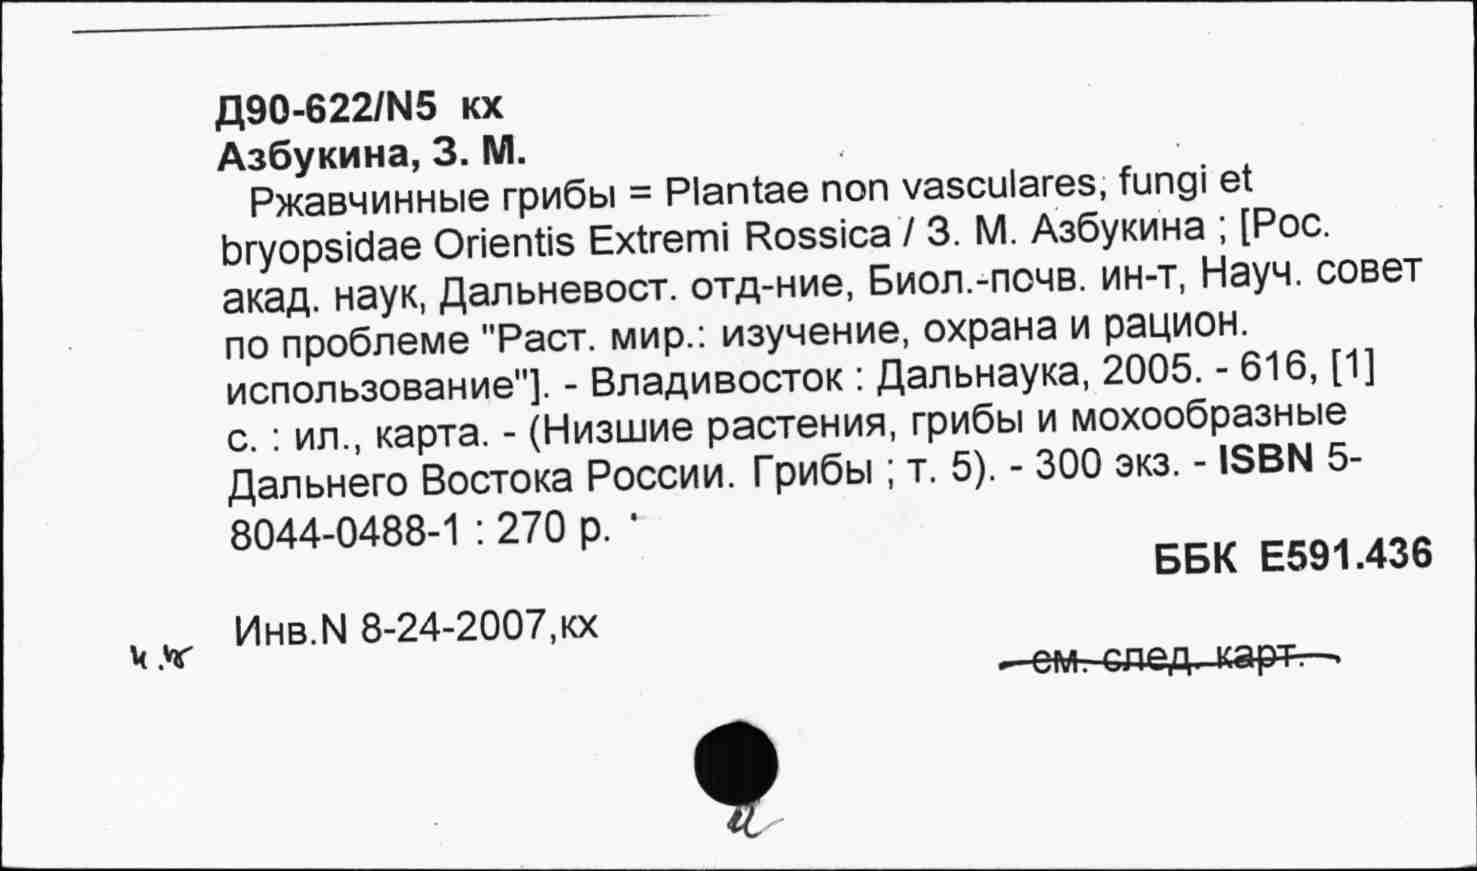 Д90-622/N5 кх
Азбукина, З. М.
Ржавчинные грибы = Plantae non vasculares, fungi et
bryopsidae Orientis Extremi Rossica / З. М. Азбукина ; [Рос.
акад. наук, Дальневост. отд-ние, Биол.-почв. ин-т, Науч. совет
по проблеме "Раст. мир.: изучение, охрана и рацион.
использование"]. - Владивосток : Дальнаука, 2005. - 616, [1]
с. : ил., карта. - (Низшие растения, грибы и мохообразные
Дальнего Востока России. Грибы ; т. 5). - 300 экз. - ISBN 5-
8044-0488-1 : 270 р.
ББК Е591.436
Инв.N 8-24-2007,кх
см. след. карт.